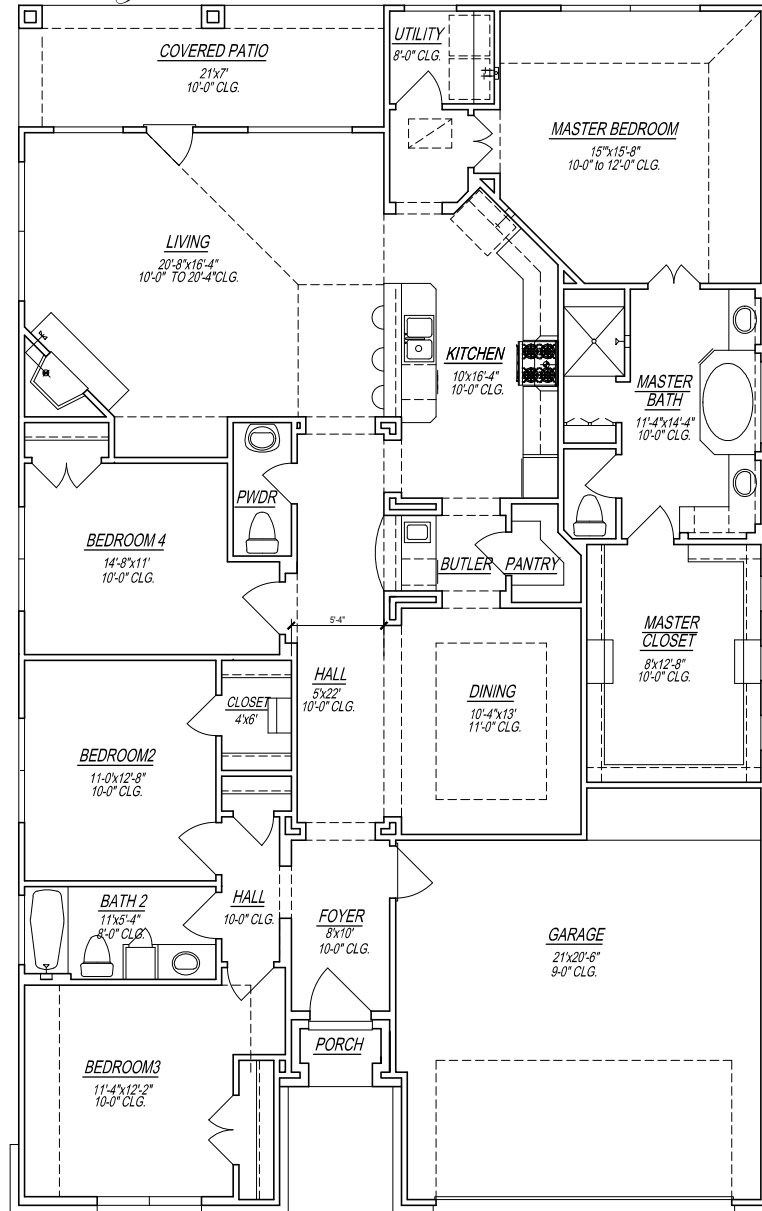 COVERED PATIO
21'x7'
10'-0" CLG.
UTILITY
8'-0" CLG.
MASTER BEDROOM
15'"x15'-8"
10-0" to 12'-0" CLG.
LIVING
20'-8"x16'-4"
10'-0" TO 20'-4"CLG.
KITCHEN
10'x16'-4"
10'-0" CLG.
MASTER
BATH
11'-4"x14'-4"
10'-0" CLG.
PWDR
BEDROOM 4
14'-8"x11'
10'-0" CLG.
BUTLER
PANTRY
5'-4"
MASTER
CLOSET
8'x12'-8"
10'-0" CLG.
HALL
5'x22'
10'-0" CLG.
DINING
10'-4"x13'
11'-0" CLG.
CLOSET
4'x6'
BEDROOM2
11-0'x12'-8"
10-0" CLG.
BATH 2
11'x5'-4"
8'-0" CLG.
HALL
10-0" CLG.
FOYER
8'x10'
10-0" CLG.
GARAGE
21'x20'-6"
9-0" CLG.
PORCH
BEDROOM3
11'-4"x12'-2"
10-0" CLG.